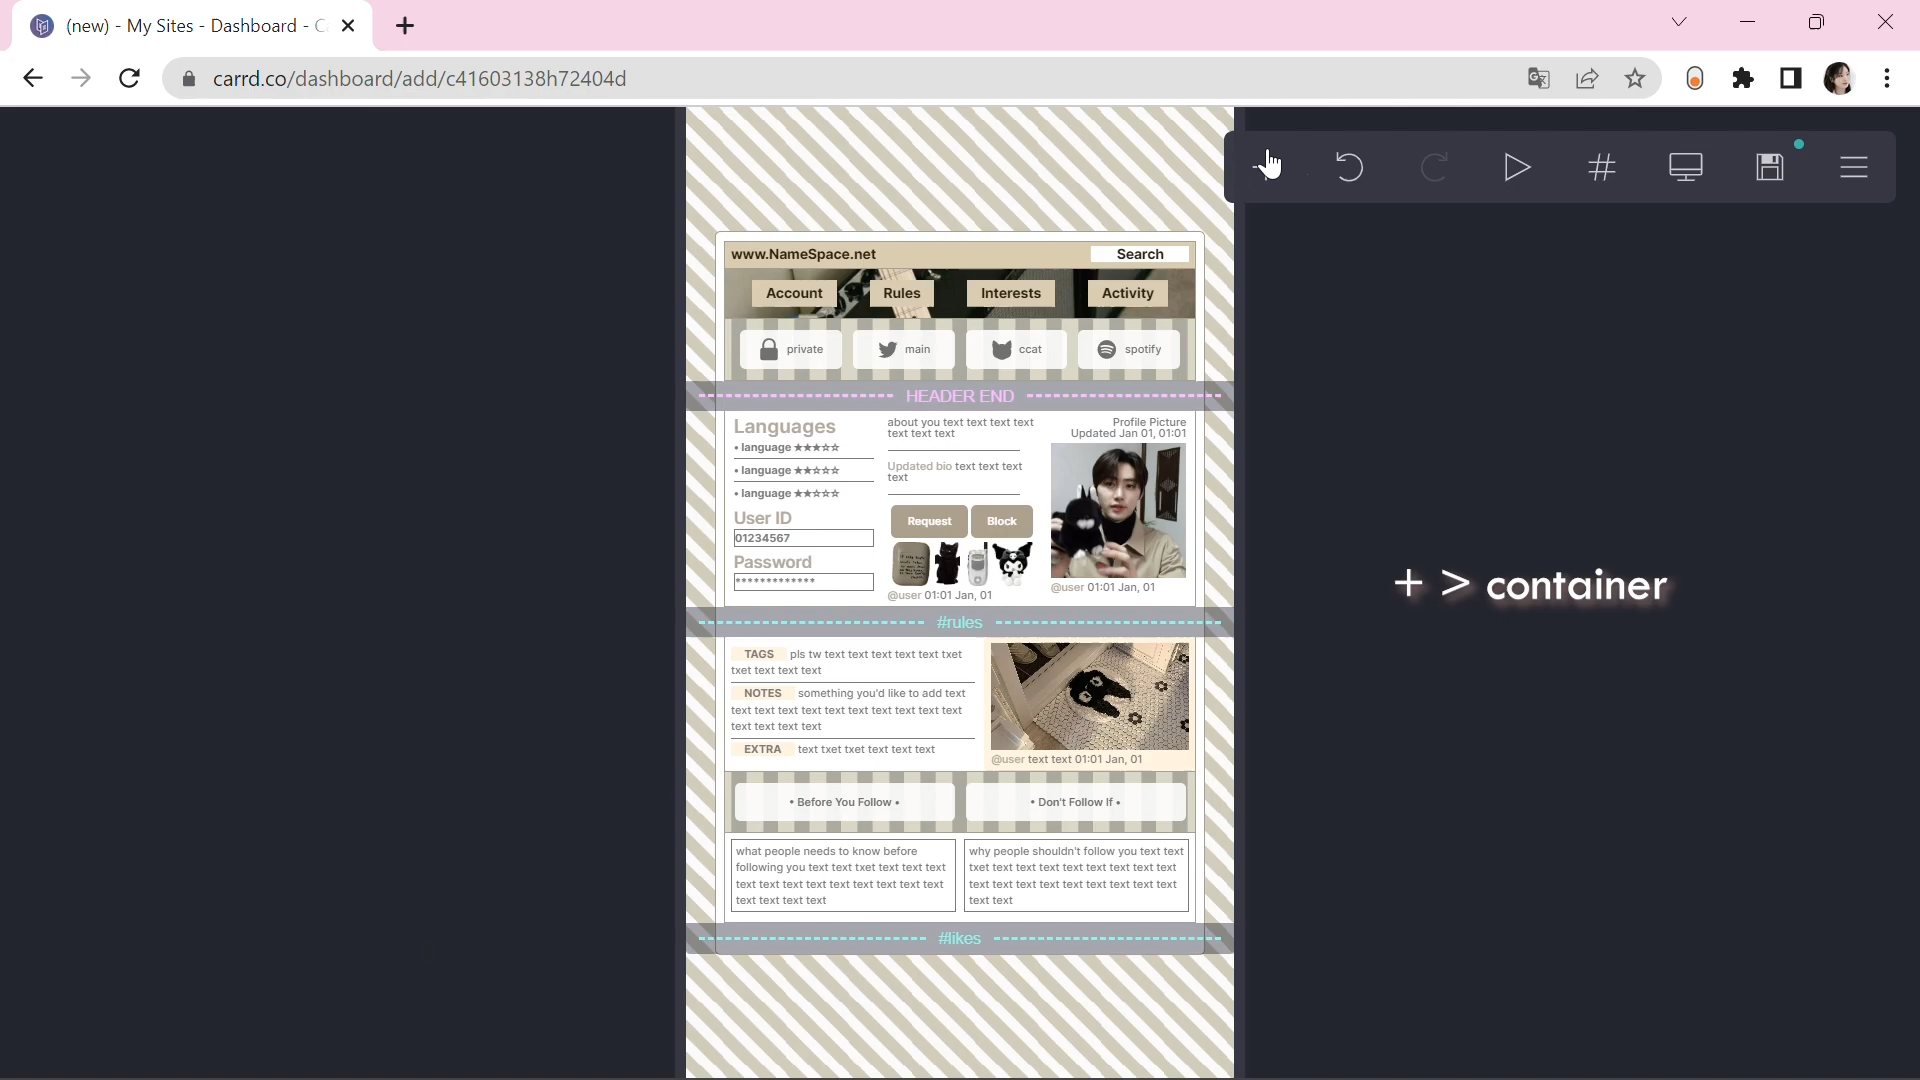 (new) - My Sites - Dashboard - C
carrd.co/dashboard/add/c41603138h72404d
www.NameSpace.net
Search
Account
Rules
Interests
Activity
private
main
ccat
spotify
HEADER END
Languages
• language ★★★☆☆
• language ★★☆☆☆
• language ★★☆☆☆
User ID
01234567
Password
*************
about you text text text text
text text text
Updated bio text text text
text
Request
Block
@user 01:01 Jan, 01
Profile Picture
Updated Jan 01, 01:01
@user 01:01 Jan, 01
#rules
TAGS pls tw text text text text text txet
txet text text text
NOTES something you'd like to add text
text text text text text text text text text text
text text text text
EXTRA text txet txet text text text
@user text text 01:01 Jan, 01
• Before You Follow •
• Don't Follow If •
what people needs to know before
following you text text txet text text text
text text text text text text text text text
text text text text
why people shouldn't follow you text text
txet text text text text text text text text
text text text text text text text text text
text text
#likes
+ > container